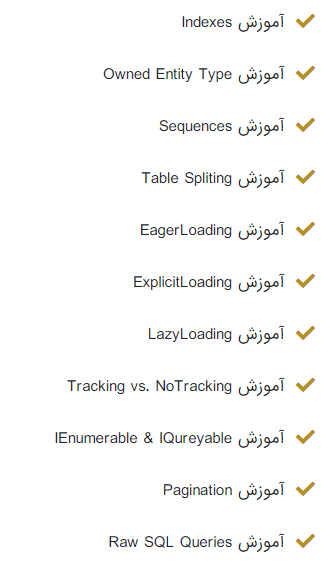 آموزش Indexes
آموزش Owned Entity Type
آموزش Sequences
آموزش Table Spliting
آموزش EagerLoading
آموزش ExplicitLoading
آموزش LazyLoading
آموزش Tracking vs. NoTracking
آموزش IEnumerable & IQureyable
آموزش Pagination
آموزش Raw SQL Queries